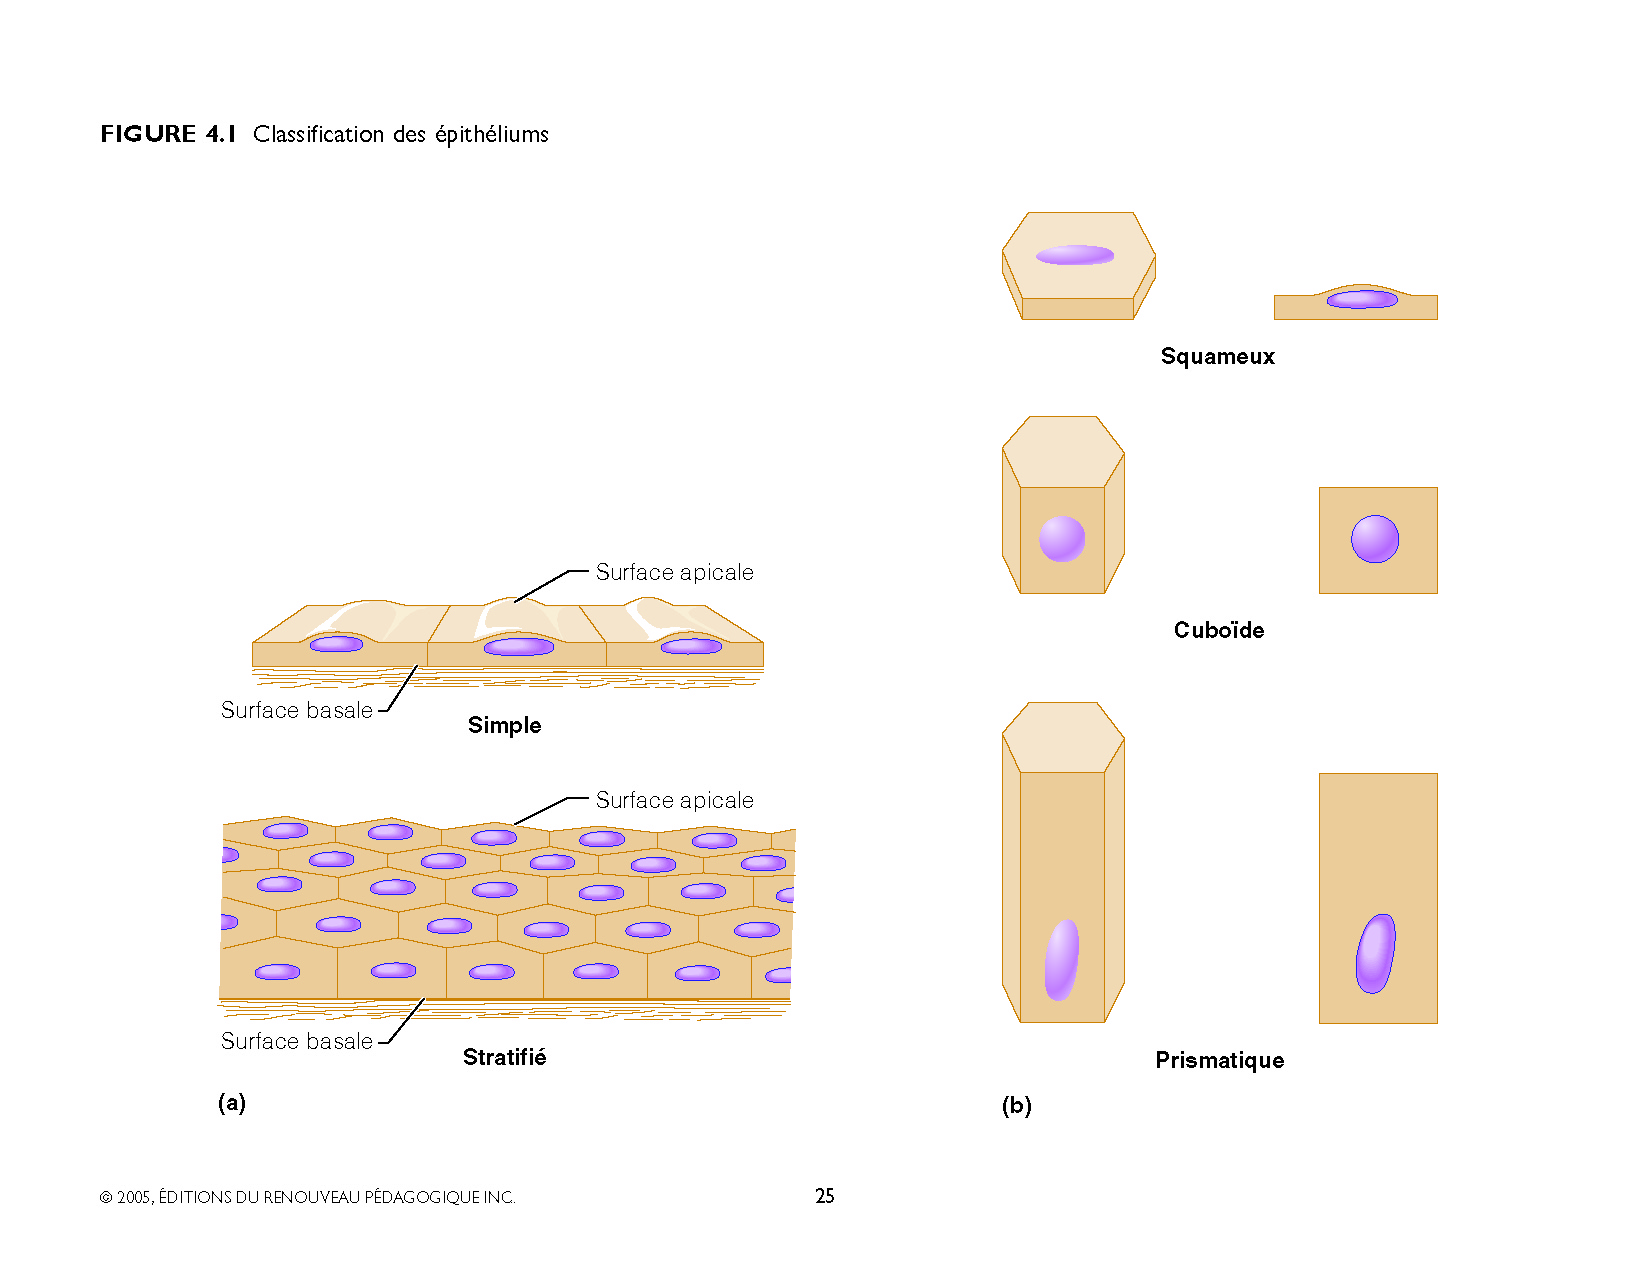 FIGURE 4.1 Classification des épithéliums
Surface apicale
Surface basale
Simple
Surface apicale
Surface basale
Stratifié
(a)
Squameux
Cuboïde
Prismatique
(b)
© 2005, ÉDITIONS DU RENOUVEAU PÉDAGOGIQUE INC.
25